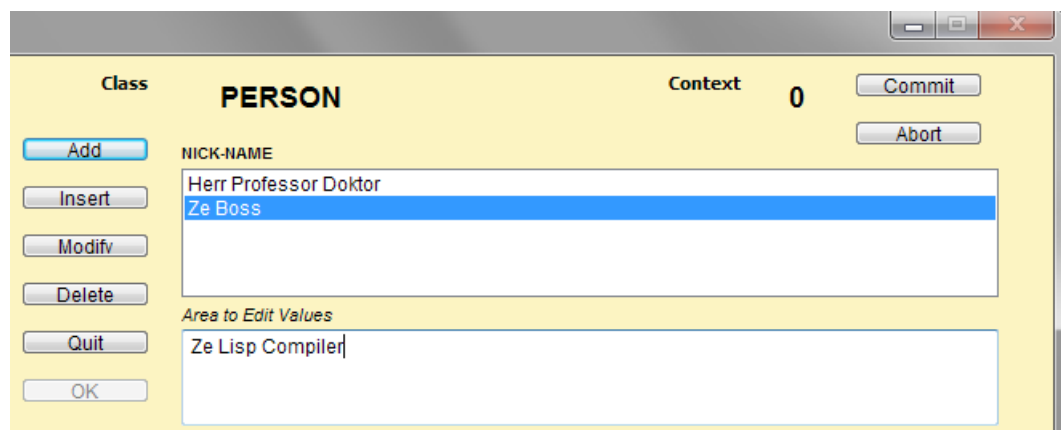 Class PERSON Context 0 Commit
Abort
Add NICK-NAME
Herr Professor Doktor
Insert Ze Boss
Modify
Delete
Area to Edit Values
Quit Ze Lisp Compiler
OK